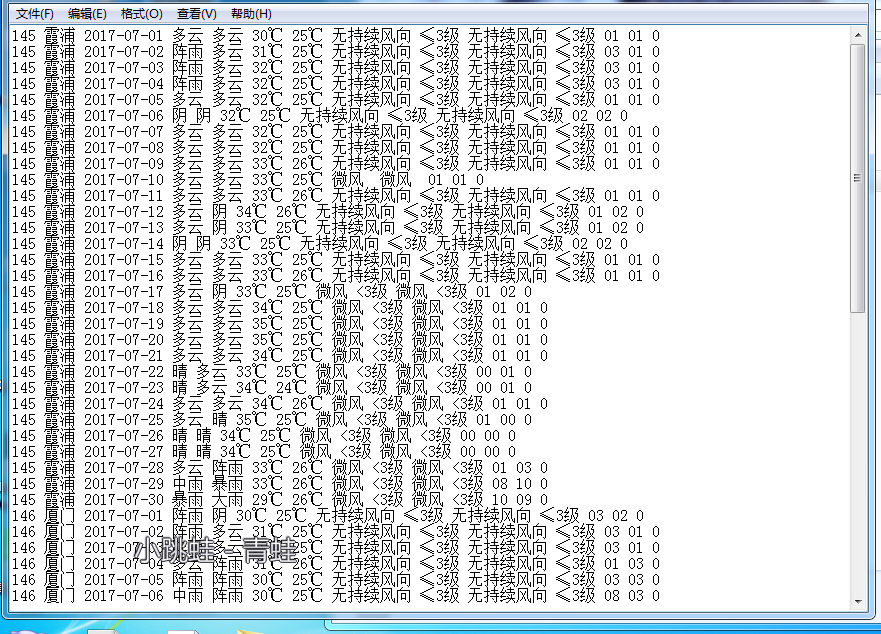 文件(F) 编辑(E) 格式(O) 查看(V) 帮助(H)
145 霞浦 2017-07-01 多云 多云 30℃ 25℃ 无持续风向 ≤3级 无持续风向 ≤3级 01 01 0
145 霞浦 2017-07-02 阵雨 多云 31℃ 25℃ 无持续风向 ≤3级 无持续风向 ≤3级 03 01 0
145 霞浦 2017-07-03 阵雨 多云 32℃ 25℃ 无持续风向 ≤3级 无持续风向 ≤3级 03 01 0
145 霞浦 2017-07-04 阵雨 多云 32℃ 25℃ 无持续风向 ≤3级 无持续风向 ≤3级 03 01 0
145 霞浦 2017-07-05 多云 多云 32℃ 25℃ 无持续风向 ≤3级 无持续风向 ≤3级 01 01 0
145 霞浦 2017-07-06 阴 阴 32℃ 25℃ 无持续风向 ≤3级 无持续风向 ≤3级 02 02 0
145 霞浦 2017-07-07 多云 多云 32℃ 25℃ 无持续风向 ≤3级 无持续风向 ≤3级 01 01 0
145 霞浦 2017-07-08 多云 多云 32℃ 25℃ 无持续风向 ≤3级 无持续风向 ≤3级 01 01 0
145 霞浦 2017-07-09 多云 多云 33℃ 26℃ 无持续风向 ≤3级 无持续风向 ≤3级 01 01 0
145 霞浦 2017-07-10 多云 多云 33℃ 25℃ 微风  微风  01 01 0
145 霞浦 2017-07-11 多云 多云 33℃ 26℃ 无持续风向 ≤3级 无持续风向 ≤3级 01 01 0
145 霞浦 2017-07-12 多云 阴 34℃ 26℃ 无持续风向 ≤3级 无持续风向 ≤3级 01 02 0
145 霞浦 2017-07-13 多云 阴 33℃ 25℃ 无持续风向 ≤3级 无持续风向 ≤3级 01 02 0
145 霞浦 2017-07-14 阴 阴 33℃ 25℃ 无持续风向 ≤3级 无持续风向 ≤3级 02 02 0
145 霞浦 2017-07-15 多云 多云 33℃ 25℃ 无持续风向 ≤3级 无持续风向 ≤3级 01 01 0
145 霞浦 2017-07-16 多云 多云 33℃ 26℃ 无持续风向 ≤3级 无持续风向 ≤3级 01 01 0
145 霞浦 2017-07-17 多云 阴 33℃ 25℃ 微风 <3级 微风 <3级 01 02 0
145 霞浦 2017-07-18 多云 多云 34℃ 25℃ 微风 <3级 微风 <3级 01 01 0
145 霞浦 2017-07-19 多云 多云 35℃ 25℃ 微风 <3级 微风 <3级 01 01 0
145 霞浦 2017-07-20 多云 多云 35℃ 25℃ 微风 <3级 微风 <3级 01 01 0
145 霞浦 2017-07-21 多云 多云 34℃ 25℃ 微风 <3级 微风 <3级 01 01 0
145 霞浦 2017-07-22 晴 多云 33℃ 25℃ 微风 <3级 微风 <3级 00 01 0
145 霞浦 2017-07-23 晴 多云 34℃ 24℃ 微风 <3级 微风 <3级 00 01 0
145 霞浦 2017-07-24 多云 多云 34℃ 26℃ 微风 <3级 微风 <3级 01 01 0
145 霞浦 2017-07-25 多云 晴 35℃ 25℃ 微风 <3级 微风 <3级 01 00 0
145 霞浦 2017-07-26 晴 晴 34℃ 25℃ 微风 <3级 微风 <3级 00 00 0
145 霞浦 2017-07-27 晴 晴 34℃ 25℃ 微风 <3级 微风 <3级 00 00 0
145 霞浦 2017-07-28 多云 阵雨 33℃ 26℃ 微风 <3级 微风 <3级 01 03 0
145 霞浦 2017-07-29 中雨 暴雨 33℃ 26℃ 微风 <3级 微风 <3级 08 10 0
145 霞浦 2017-07-30 暴雨 大雨 29℃ 26℃ 微风 <3级 微风 <3级 10 09 0
146 厦门 2017-07-01 阵雨 阴 30℃ 25℃ 无持续风向 ≤3级 无持续风向 ≤3级 03 02 0
146 厦门 2017-07-02 阵雨 多云 31℃ 25℃ 无持续风向 ≤3级 无持续风向 ≤3级 03 01 0
146 厦门 多云 32℃ 25℃ 无持续风向 ≤3级 无持续风向 ≤3级 03 01 0
小跳蛙--青蛙
146 厦门 阵雨 31℃ 26℃ 无持续风向 ≤3级 无持续风向 ≤3级 01 03 0
146 厦门 2017-07-05 阵雨 阵雨 30℃ 25℃ 无持续风向 ≤3级 无持续风向 ≤3级 03 03 0
146 厦门 2017-07-06 中雨 阵雨 30℃ 25℃ 无持续风向 ≤3级 无持续风向 ≤3级 08 03 0